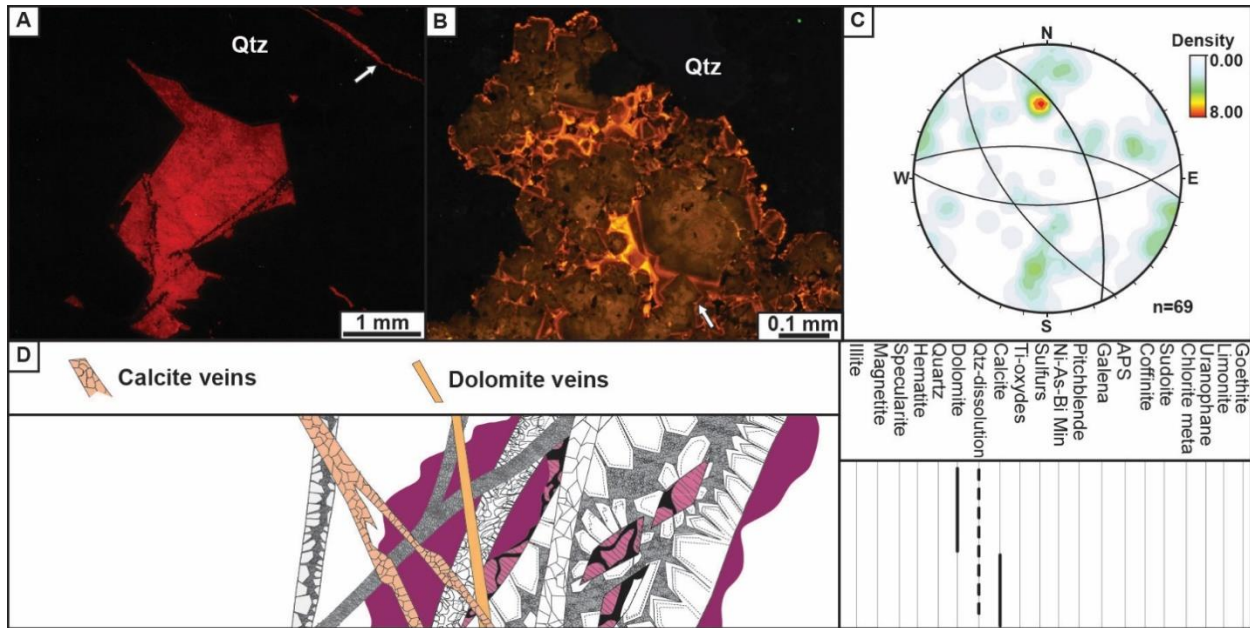 A
Qtz
1 mm
B
Qtz
0.1 mm
C
N
Density
0.00
8.00
W
E
S
n=69
D
Calcite veins
Dolomite veins
Illite
Magnetite
Specularite
Hematite
Quartz
Dolomite
Qtz-dissolution
Calcite
Ti-oxydes
Sulfurs
Ni-As-Bi Min
Pitchblende
Galena
APS
Coffinite
Sudoite
Chlorite meta
Uranophane
Limonite
Goethite